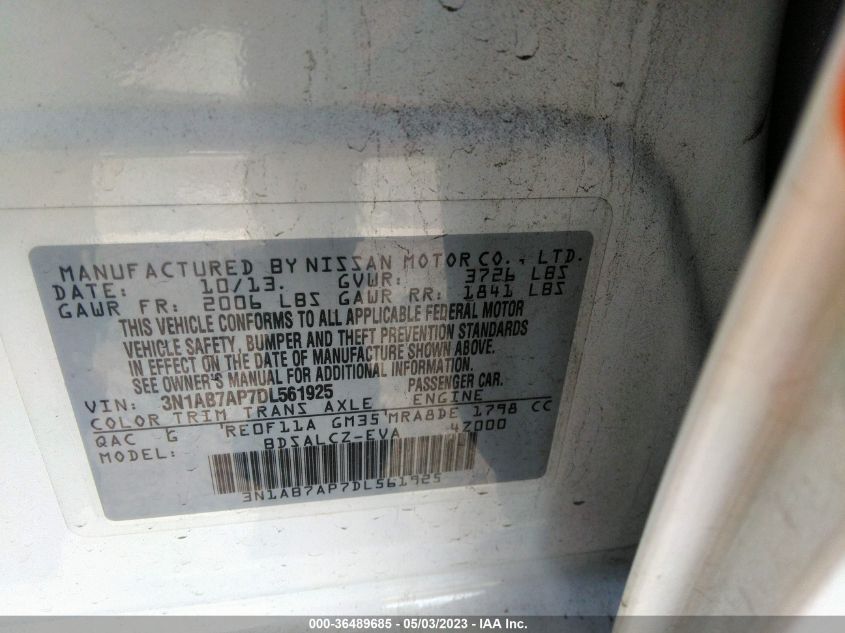 MANUFACTURED BY NISSAN MOTOR CO., LTD.
DATE: 10/13. GVWR: 3726 LBS
GAWR FR: 2006 LBS GAWR RR: 1841 LBS
THIS VEHICLE CONFORMS TO ALL APPLICABLE FEDERAL MOTOR
VEHICLE SAFETY, BUMPER AND THEFT PREVENTION STANDARDS
IN EFFECT ON THE DATE OF MANUFACTURE SHOWN ABOVE.
SEE OWNER'S MANUAL FOR ADDITIONAL INFORMATION.
VIN: 3N1AB7AP7DL561925 PASSENGER CAR.
COLOR TRIM TRANS AXLE ENGINE
QAC G RE0F11A GM35 MRA8DE 1798 CC
MODEL: BDSALCZ-EVA 4Z000
3N1AB7AP7DL561925
000-36489685 - 05/03/2023 - IAA Inc.